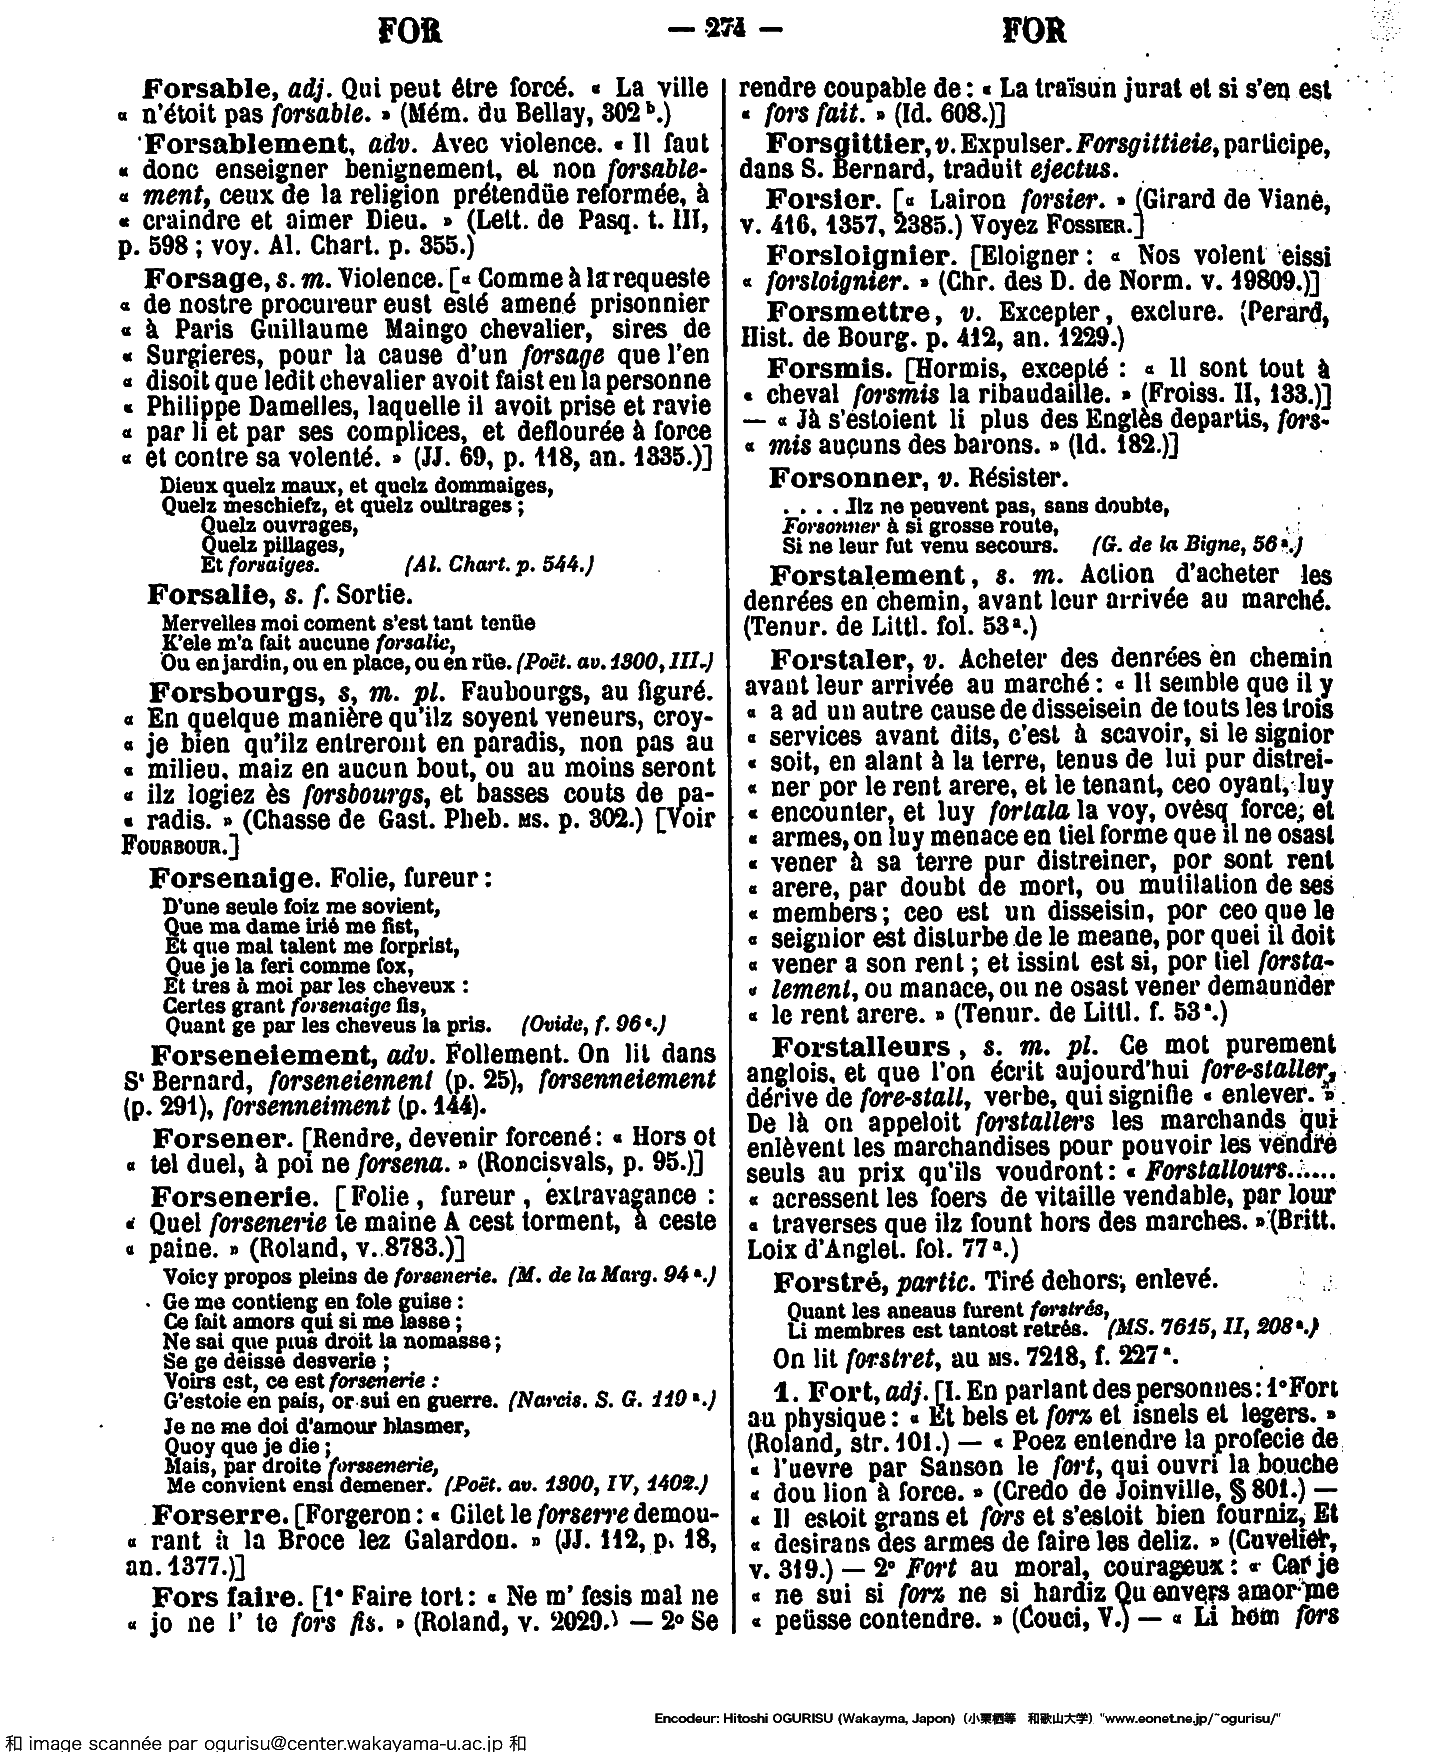 FOR — 274 — FOR
Forsable, adj. Qui peut être forcé. « La ville
« n'étoit pas forsable. » (Mém. du Bellay, 302 b.)
Forsablement, adv. Avec violence. « Il faut
« donc enseigner benignement, et non forsable-
« ment, ceux de la religion prétendüe reformée, à
« craindre et aimer Dieu. » (Lett. de Pasq. t. III,
p. 598 ; voy. Al. Chart. p. 355.)
Forsage, s. m. Violence. [« Comme à la requeste
« de nostre procureur eust esté amené prisonnier
« à Paris Guillaume Maingo chevalier, sires de
« Surgieres, pour la cause d'un forsage que l'en
« disoit que ledit chevalier avoit faist en la personne
« Philippe Damelles, laquelle il avoit prise et ravie
« par li et par ses complices, et deflourée à force
« et contre sa volenté. » (JJ. 69, p. 118, an. 1335.)]
Dieux quelz maux, et quelz dommaiges,
Quelz meschiefz, et quelz oultrages ;
Quelz ouvrages,
Quelz pillages,
Et forsaiges. (Al. Chart. p. 544.)
Forsalie, s. f. Sortie.
Mervelles moi coment s'est tant tenüe
K'ele m'a fait aucune forsalie,
Ou en jardin, ou en place, ou en rüe. (Poët. av. 1300, III.)
Forsbourgs, s, m. pl. Faubourgs, au figuré.
« En quelque manière qu'ilz soyent veneurs, croy-
« je bien qu'ilz entreront en paradis, non pas au
« milieu, maiz en aucun bout, ou au moins seront
« ilz logiez ès forsbourgs, et basses couts de pa-
« radis. » (Chasse de Gast. Pheb. MS. p. 302.) [Voir
FOURBOUR.]
Forsenaige. Folie, fureur :
D'une seule foiz me sovient,
Que ma dame irié me fist,
Et que mal talent me forprist,
Que je la feri comme fox,
Et tres à moi par les cheveux :
Certes grant forsenaige fis,
Quant ge par les cheveus la pris. (Ovide, f. 96 a.)
Forseneiement, adv. Follement. On lit dans
St Bernard, forseneiement (p. 25), forsenneiement
(p. 291), forsenneiment (p. 144).
Forsener. [Rendre, devenir forcené : « Hors ot
« tel duel, à poi ne forsena. » (Roncisvals, p. 95.)]
Forsenerie. [Folie, fureur, extravagance :
« Quel forsenerie te maine A cest torment, à ceste
« paine. » (Roland, v. 8783.)]
Voicy propos pleins de forsenerie. (M. de la Marg. 94 a.)
Ge me contieng en fole guise :
Ce fait amors qui si me lasse ;
Ne sai que plus droit la nomasse ;
Se ge deïsse desverie ;
Voirs est, ce est forsenerie :
G'estoie en pais, or sui en guerre. (Narcis. S. G. 119 a.)
Je ne me doi d'amour blasmer,
Quoy que je die ;
Mais, par droite forssenerie,
Me convient ensi demener. (Poët. av. 1300, IV, 1402.)
Forserre. [Forgeron : « Gilet le forserre demou-
« rant à la Broce lez Galardon. » (JJ. 112, p. 18,
an. 1377.)]
Fors faire. [1° Faire tort : « Ne m' fesis mal ne
« jo ne l' te fors fis. » (Roland, v. 2029.) — 2° Se
rendre coupable de : « La traïsun jurat et si s'en est
« fors fait. » (Id. 608.)]
Forsgittier, v. Expulser. Forsgittieie, participe,
dans S. Bernard, traduit ejectus.
Forsier. [« Lairon forsier. » (Girard de Viane,
v. 416, 1357, 2385.) Voyez FOSSIER.]
Forsloignier. [Eloigner : « Nos volent eissi
« forsloignier. » (Chr. des D. de Norm. v. 19809.)]
Forsmettre, v. Excepter, exclure. (Perard,
Hist. de Bourg. p. 412, an. 1229.)
Forsmis. [Hormis, excepté : « Il sont tout à
« cheval forsmis la ribaudaille. » (Froiss. II, 133.)]
— « Jà s'estoient li plus des Englès departis, fors-
« mis auçuns des barons. » (Id. 182.)]
Forsonner, v. Résister.
. . . . Ilz ne peuvent pas, sans doubte,
Forsonner à si grosse route,
Si ne leur fut venu secours. (G. de la Bigne, 56 a.)
Forstalement, s. m. Action d'acheter les
denrées en chemin, avant leur arrivée au marché.
(Tenur. de Littl. fol. 53 a.)
Forstaler, v. Acheter des denrées en chemin
avant leur arrivée au marché : « Il semble que il y
« a ad un autre cause de disseisein de touts les trois
« services avant dits, c'est à scavoir, si le signior
« soit, en alant à la terre, tenus de lui pur distrei-
« ner por le rent arere, et le tenant, ceo oyant, luy
« encounter, et luy fortala la voy, ovèsq force; et
« armes, on luy menace en tiel forme que il ne osast
« vener à sa terre pur distreiner, por sont rent
« arere, par doubt de mort, ou mutilation de ses
« members ; ceo est un disseisin, por ceo que le
« seignior est disturbe de le meane, por quei il doit
« vener a son rent ; et issint est si, por tiel forsta-
« lement, ou manace, ou ne osast vener demaunder
« le rent arere. » (Tenur. de Littl. f. 53 a.)
Forstalleurs, s. m. pl. Ce mot purement
anglois, et que l'on écrit aujourd'hui fore-staller,
dérive de fore-stall, verbe, qui signifie « enlever. »
De là on appeloit forstallers les marchands qui
enlèvent les marchandises pour pouvoir les vendre
seuls au prix qu'ils voudront : « Forstallours......
« acressent les foers de vitaille vendable, par lour
« traverses que ilz fount hors des marches. » (Britt.
Loix d'Anglet. fol. 77 a.)
Forstré, partic. Tiré dehors, enlevé.
Quant les aneaus furent forstrés,
Li membres est tantost retrés. (MS. 7615, II, 208 a.)
On lit forstret, au MS. 7218, f. 227 a.
1. Fort, adj. [I. En parlant des personnes : 1° Fort
au physique : « Et bels et forz et isnels et legers. »
(Roland, str. 101.) — « Poez entendre la profecie de
« l'uevre par Sanson le fort, qui ouvri la bouche
« dou lion à force. » (Credo de Joinville, § 801.) —
« Il estoit grans et fors et s'estoit bien fourniz, Et
« desirans des armes de faire les deliz. » (Cuvelier,
v. 319.) — 2° Fort au moral, courageux : « Car je
« ne sui si forz ne si hardiz Qu'envers amor me
« peüsse contendre. » (Couci, V.) — « Li hom fors
Encodeur: Hitoshi OGURISU (Wakayma, Japon) (小栗栖等 和歌山大学) "www.eonet.ne.jp/~ogurisu/"
和 image scannée par ogurisu@center.wakayama-u.ac.jp 和